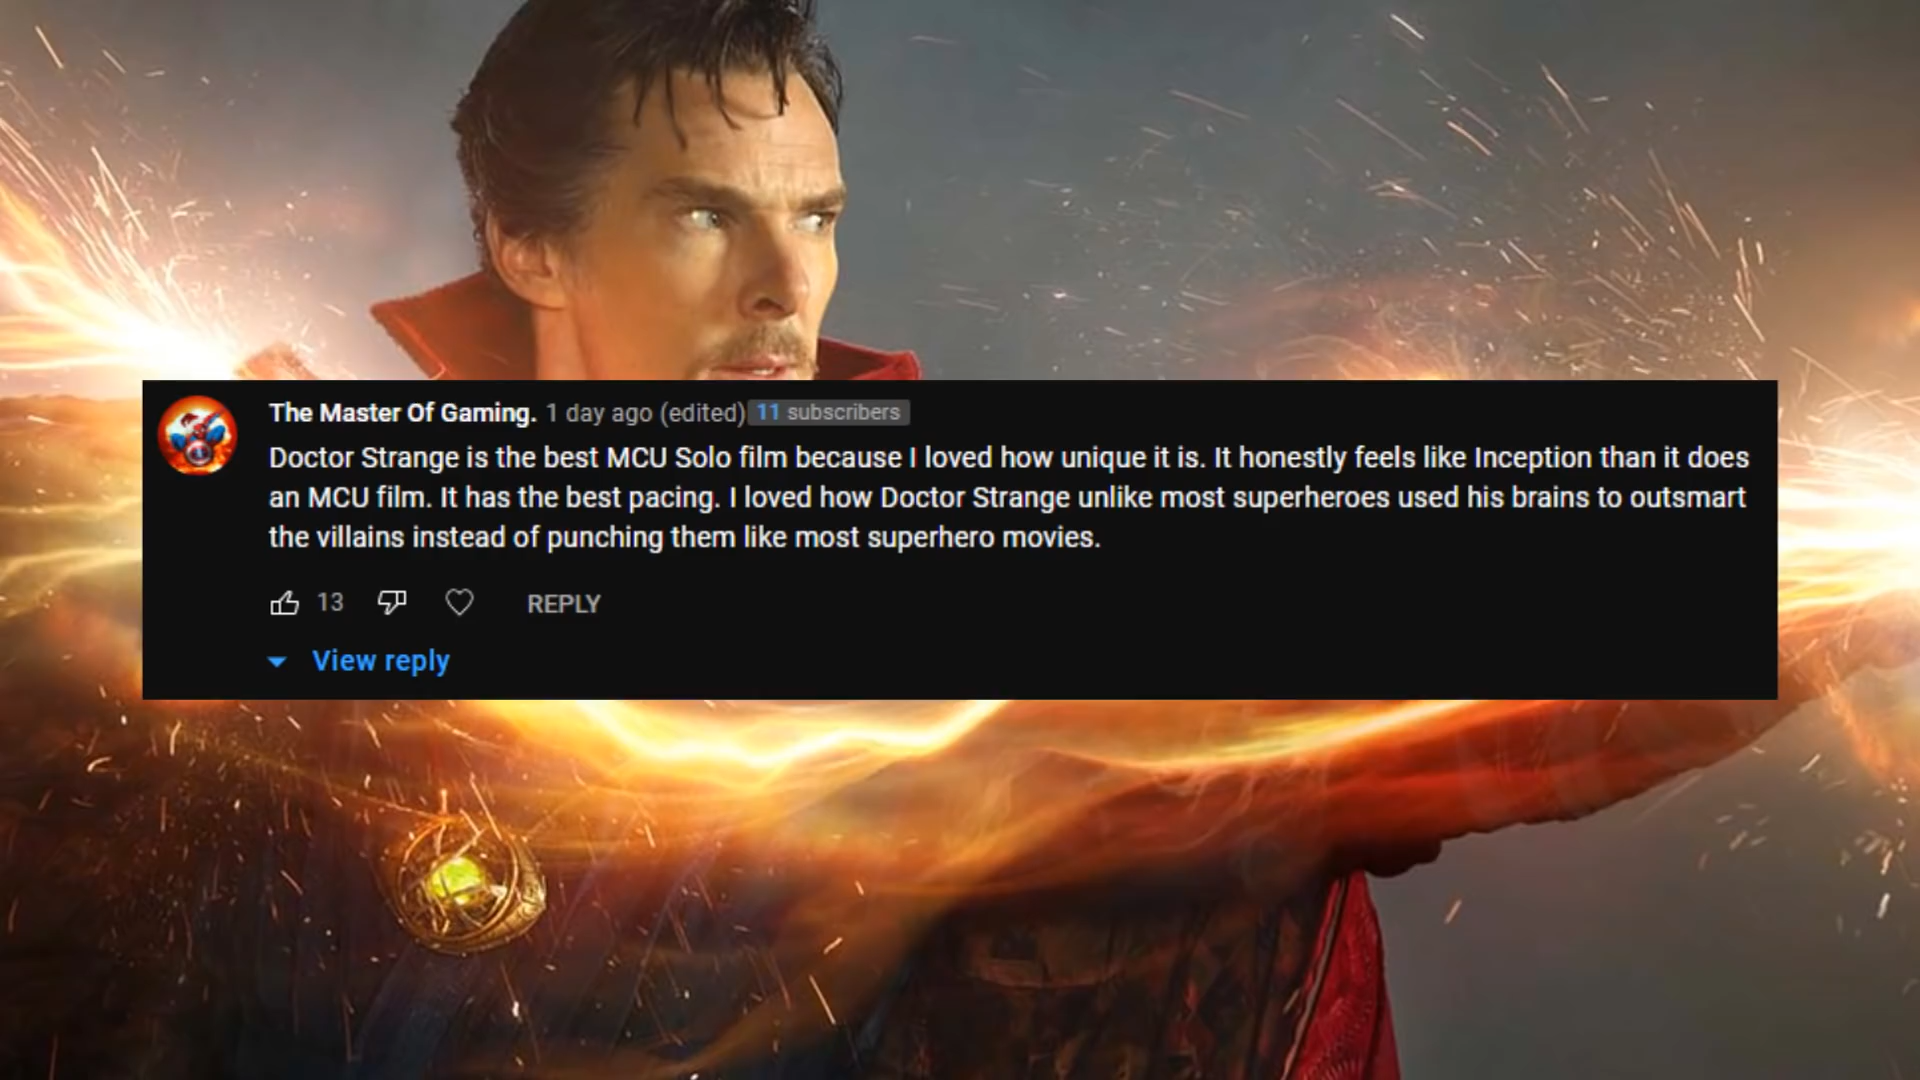 The Master Of Gaming. 1 day ago (edited) 11 subscribers
Doctor Strange is the best MCU Solo film because I loved how unique it is. It honestly feels like Inception than it does
an MCU film. It has the best pacing. I loved how Doctor Strange unlike most superheroes used his brains to outsmart
the villains instead of punching them like most superhero movies.
13 REPLY
View reply